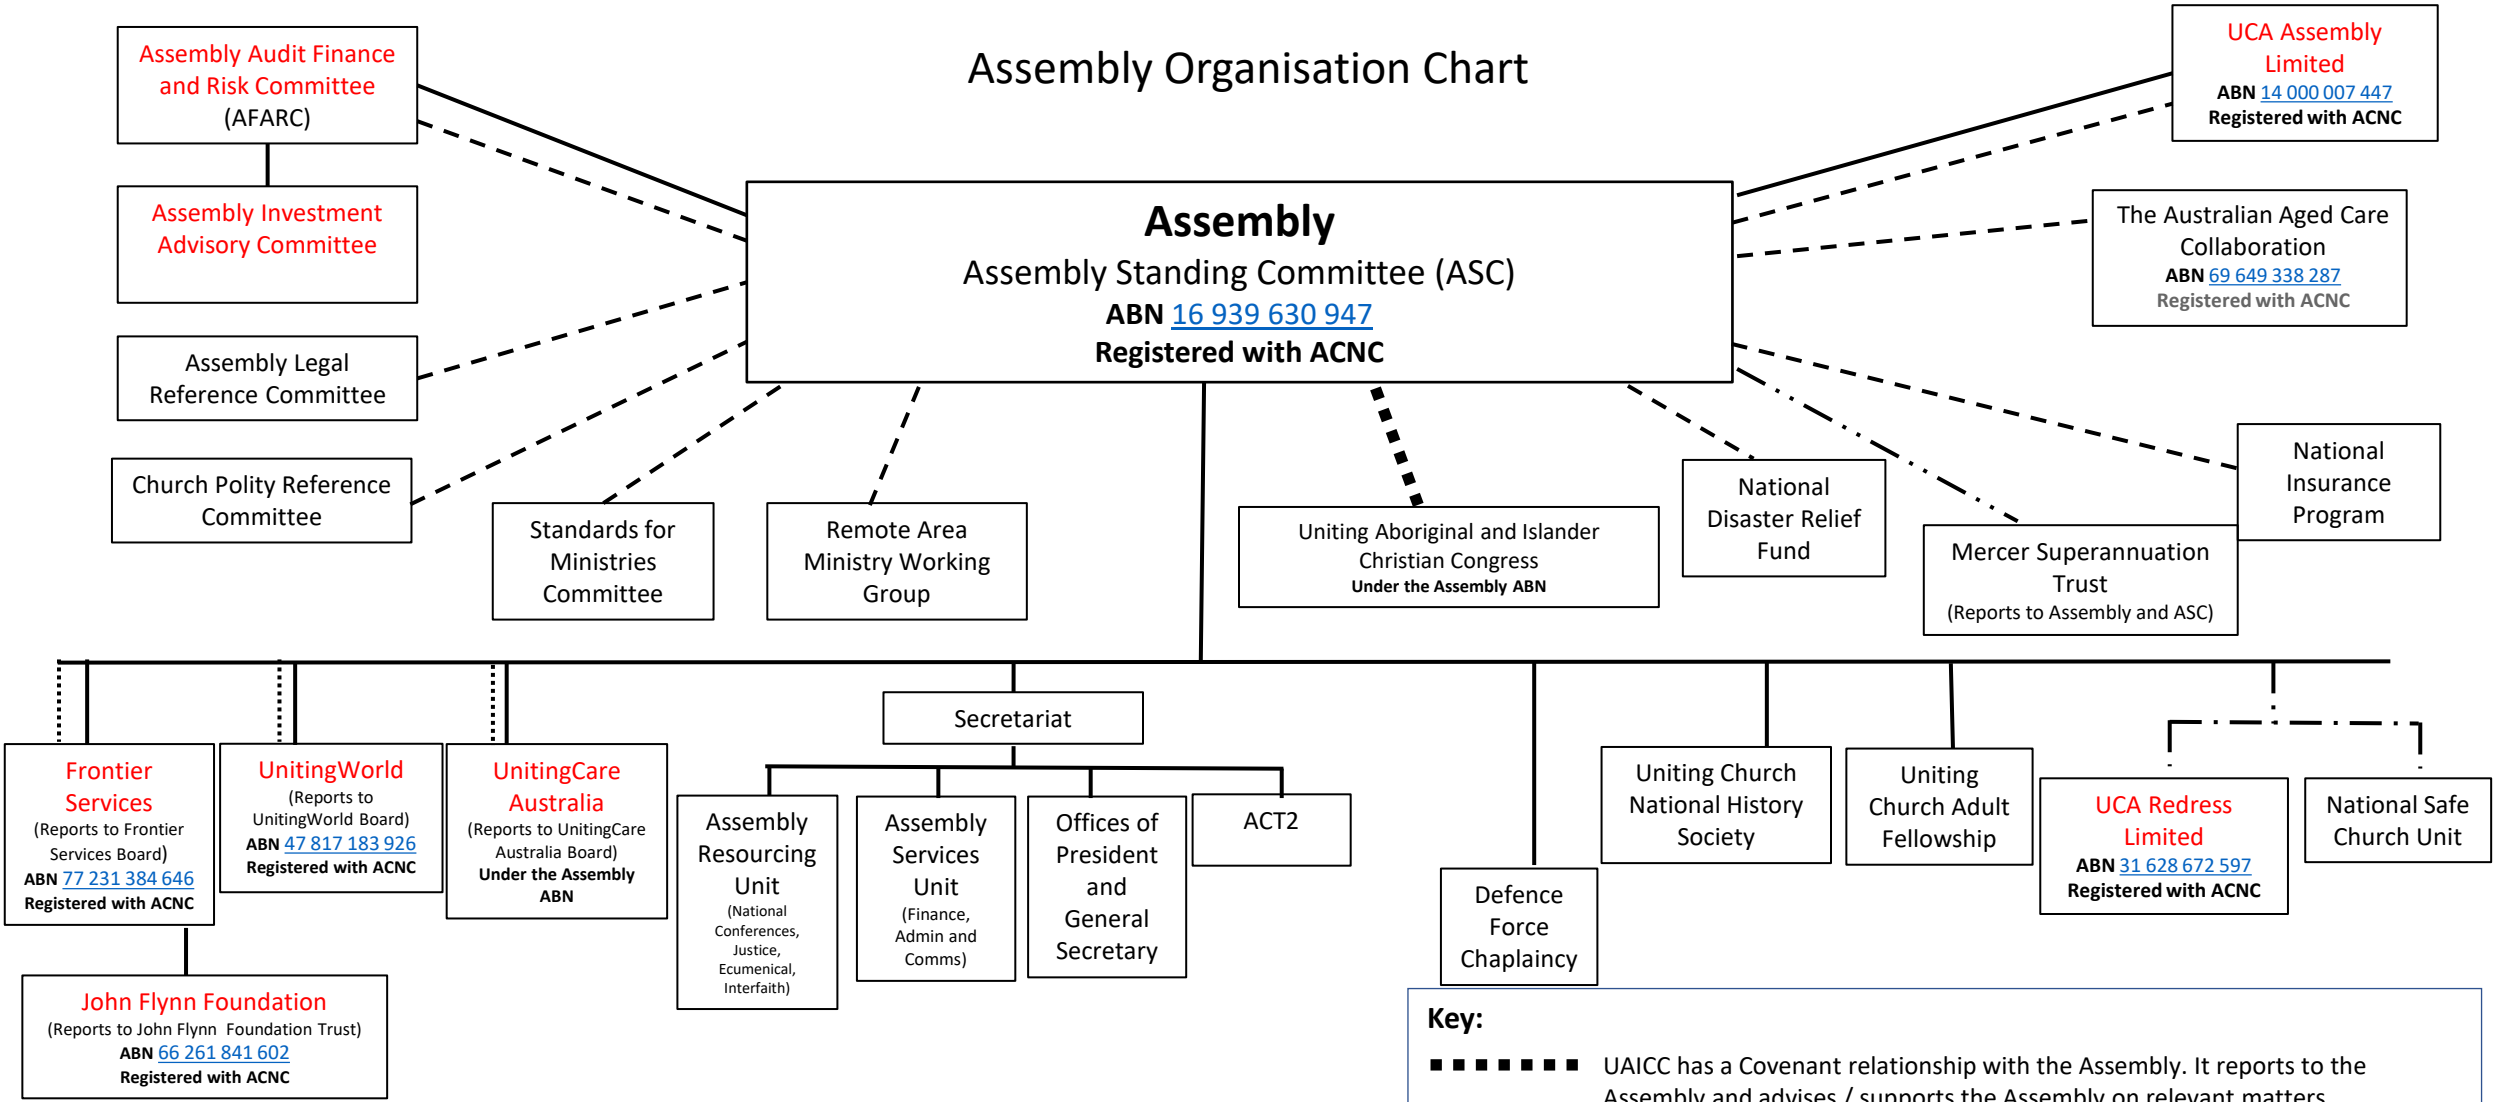 Assembly Organisation Chart
Assembly Audit Finance
and Risk Committee
(AFARC)
UCA Assembly
Limited
ABN 14 000 007 447
Registered with ACNC
Assembly Investment
Advisory Committee
Assembly
Assembly Standing Committee (ASC)
ABN 16 939 630 947
Registered with ACNC
The Australian Aged Care
Collaboration
ABN 69 649 338 287
Registered with ACNC
Assembly Legal
Reference Committee
Church Polity Reference
Committee
Standards for
Ministries
Committee
Remote Area
Ministry Working
Group
Uniting Aboriginal and Islander
Christian Congress
Under the Assembly ABN
National
Disaster Relief
Fund
Mercer Superannuation
Trust
(Reports to Assembly and ASC)
National
Insurance
Program
Secretariat
Frontier
Services
(Reports to Frontier
Services Board)
ABN 77 231 384 646
Registered with ACNC
UnitingWorld
(Reports to
UnitingWorld Board)
ABN 47 817 183 926
Registered with ACNC
UnitingCare
Australia
(Reports to UnitingCare
Australia Board)
Under the Assembly
ABN
Assembly
Resourcing
Unit
(National
Conferences,
Justice,
Ecumenical,
Interfaith)
Assembly
Services
Unit
(Finance,
Admin and
Comms)
Offices of
President
and
General
Secretary
ACT2
Defence
Force
Chaplaincy
Uniting Church
National History
Society
Uniting
Church Adult
Fellowship
UCA Redress
Limited
ABN 31 628 672 597
Registered with ACNC
National Safe
Church Unit
John Flynn Foundation
(Reports to John Flynn  Foundation Trust)
ABN 66 261 841 602
Registered with ACNC
Key:
UAICC has a Covenant relationship with the Assembly. It reports to the
Assembly and advises / supports the Assembly on relevant matters